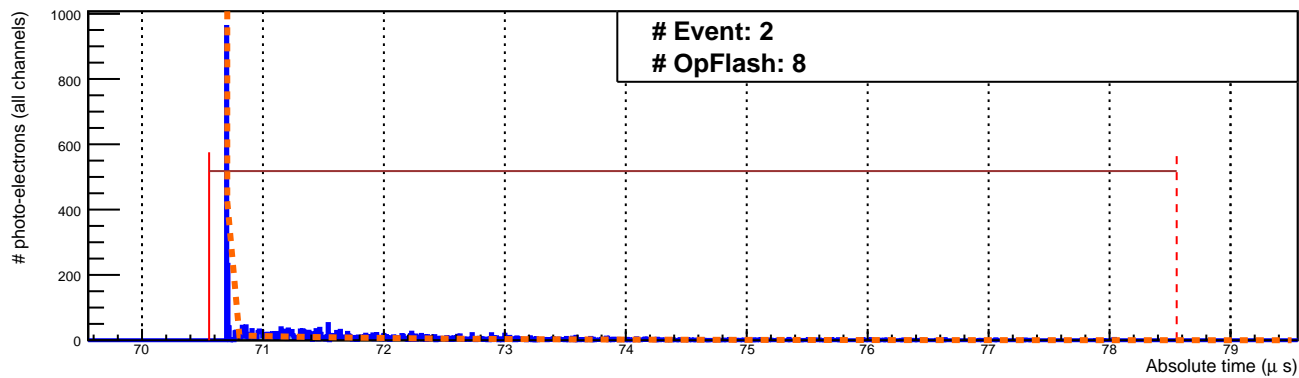 # Event: 2
# OpFlash: 8
# photo-electrons (all channels)
1000
800
600
400
200
0
70 71 72 73 74 75 76 77 78 79
Absolute time (μ s)